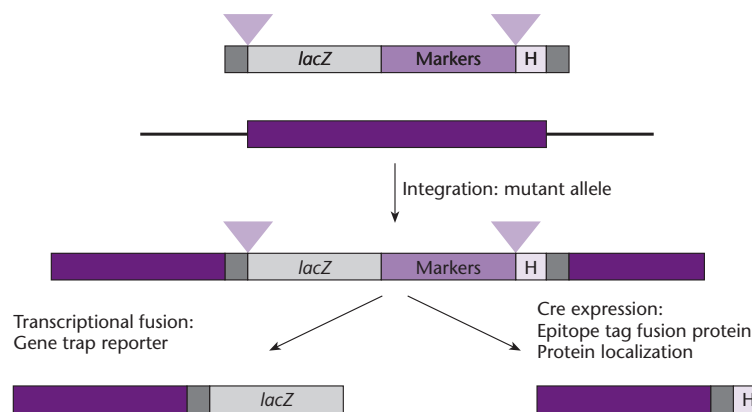 lacZ Markers H
Integration: mutant allele
lacZ Markers H
Transcriptional fusion:
Gene trap reporter
Cre expression:
Epitope tag fusion protein
Protein localization
lacZ
H